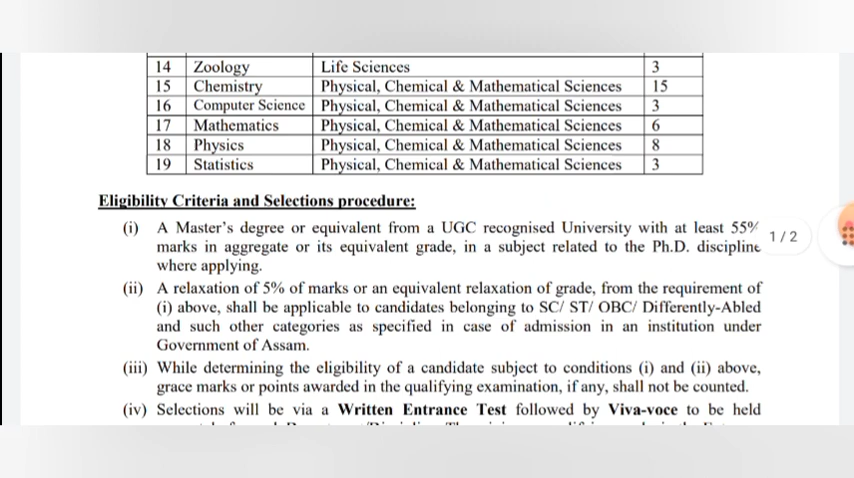 14 Zoology Life Sciences 3
15 Chemistry Physical, Chemical & Mathematical Sciences 15
16 Computer Science Physical, Chemical & Mathematical Sciences 3
17 Mathematics Physical, Chemical & Mathematical Sciences 6
18 Physics Physical, Chemical & Mathematical Sciences 8
19 Statistics Physical, Chemical & Mathematical Sciences 3
Eligibility Criteria and Selections procedure:
(i) A Master's degree or equivalent from a UGC recognised University with at least 55%
marks in aggregate or its equivalent grade, in a subject related to the Ph.D. discipline
where applying.
1 / 2
(ii) A relaxation of 5% of marks or an equivalent relaxation of grade, from the requirement of
(i) above, shall be applicable to candidates belonging to SC/ ST/ OBC/ Differently-Abled
and such other categories as specified in case of admission in an institution under
Government of Assam.
(iii) While determining the eligibility of a candidate subject to conditions (i) and (ii) above,
grace marks or points awarded in the qualifying examination, if any, shall not be counted.
(iv) Selections will be via a Written Entrance Test followed by Viva-voce to be held